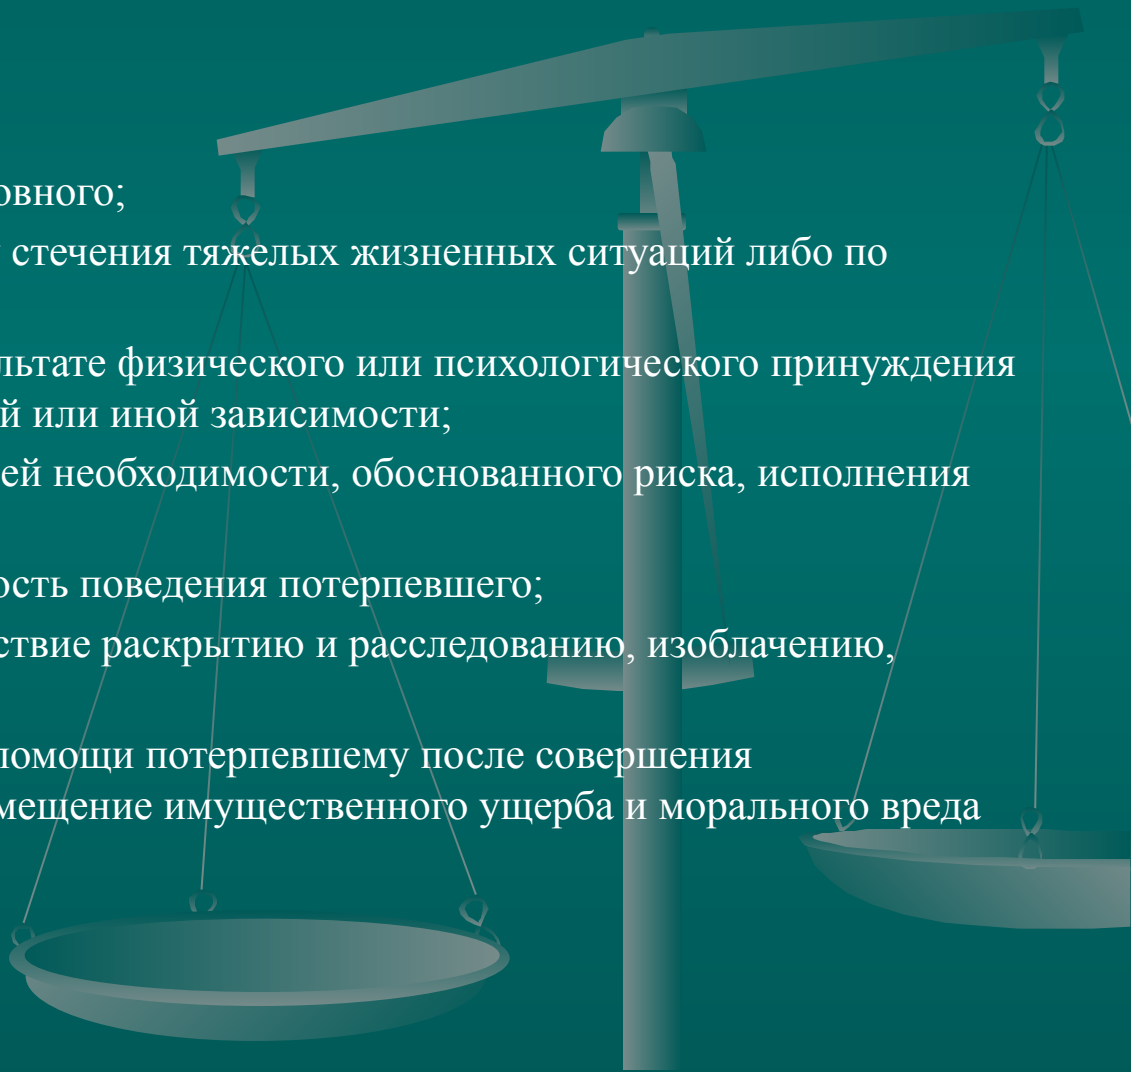 овного;
стечения тяжелых жизненных ситуаций либо по
льтате физического или психологического принуждения
й или иной зависимости;
ей необходимости, обоснованного риска, исполнения
ость поведения потерпевшего;
ствие раскрытию и расследованию, изоблачению,
помощи потерпевшему после совершения
мещение имущественного ущерба и морального вреда